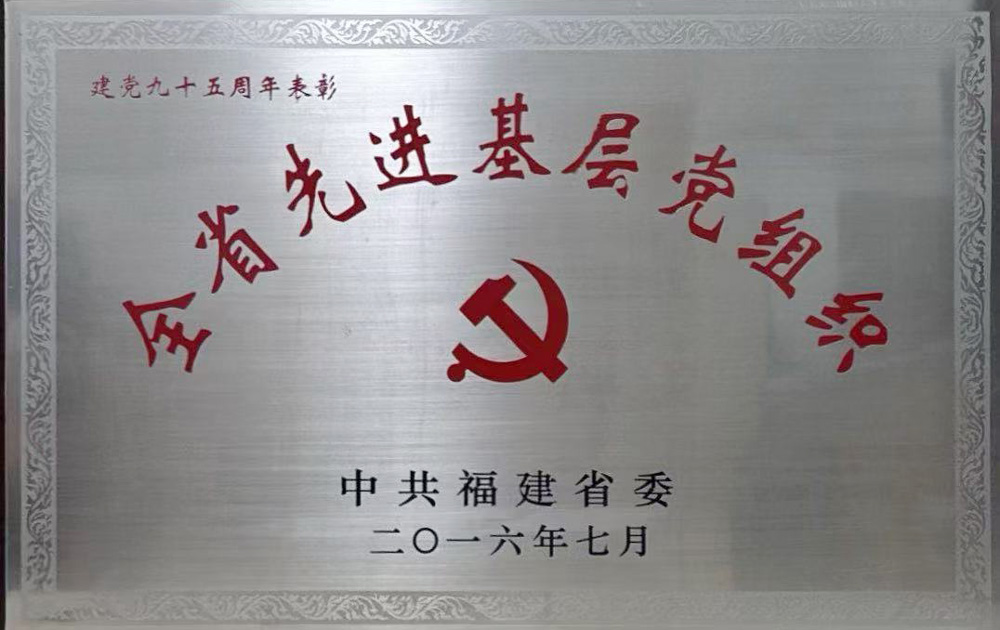 建党九十五周年表彰
全省先进基层党组织
中共福建省委
二〇一六年七月